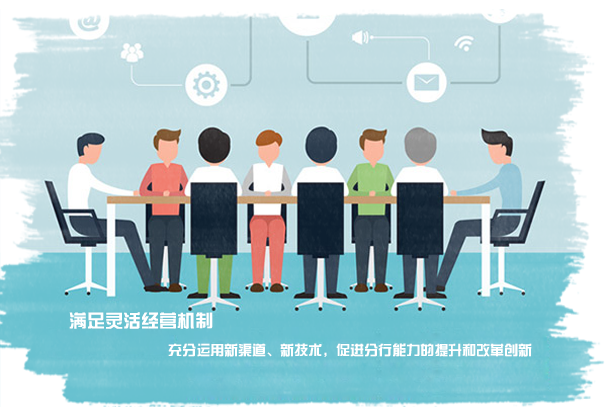 满足灵活经营机制
充分运用新渠道、新技术，促进分行能力的提升和改革创新